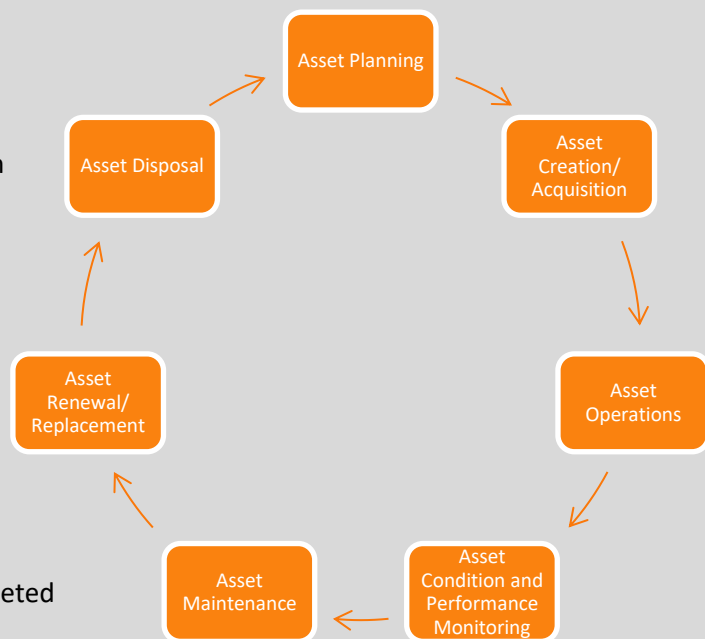 Asset Planning
Asset
Creation/
Acquisition
Asset
Operations
Asset
Condition and
Performance
Monitoring
Asset
Maintenance
Asset
Renewal/
Replacement
Asset Disposal